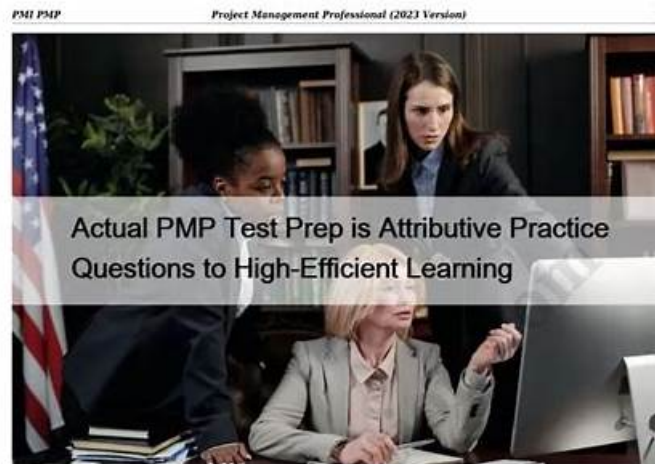 PMI PMP Project Management Professional (2023 Version)
Actual PMP Test Prep is Attributive Practice
Questions to High-Efficient Learning